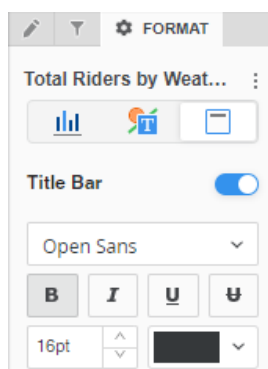 FORMAT
Total Riders by Weat...
T
Title Bar
Open Sans
B I U U
16pt